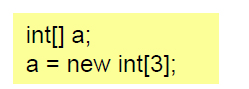 int[] a;
a = new int[3];